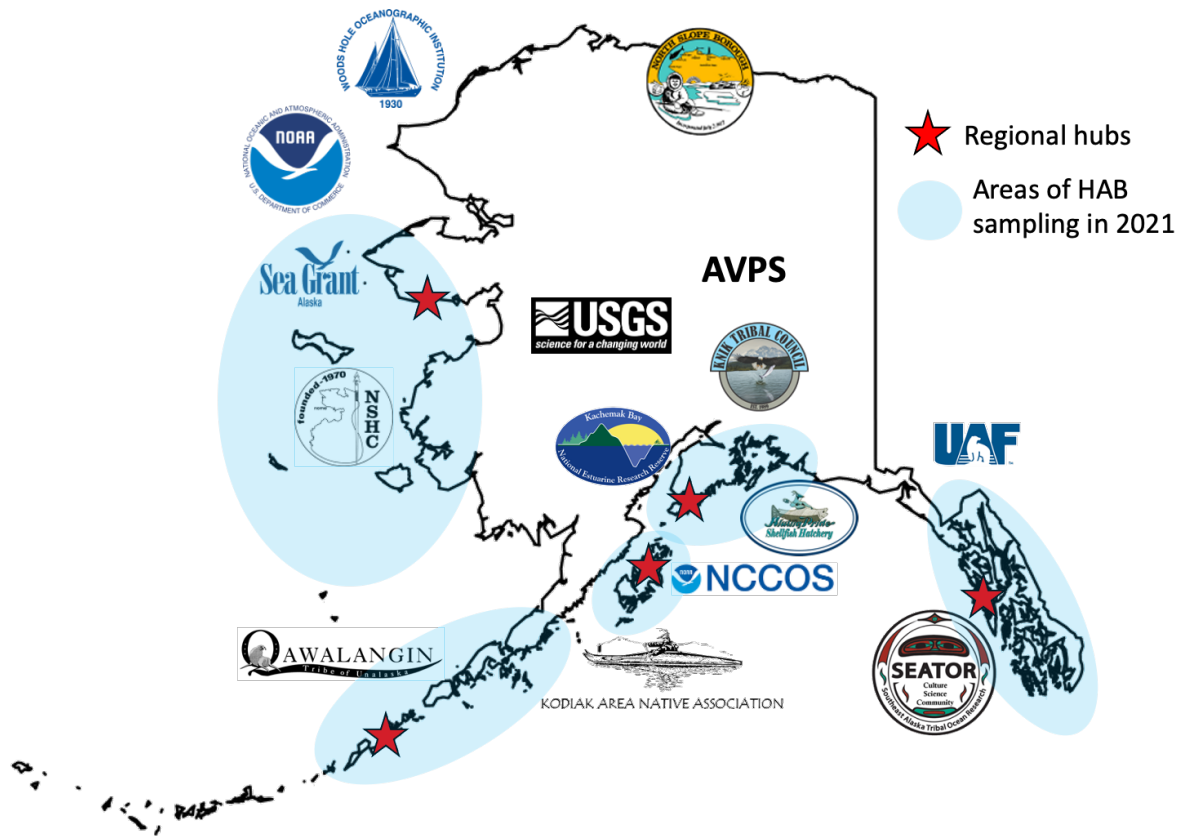 WOODS HOLE OCEANOGRAPHIC INSTITUTION
1930
NORTH SLOPE BOROUGH
NATIONAL OCEANIC AND ATMOSPHERIC ADMINISTRATION
NOAA
U.S. DEPARTMENT OF COMMERCE
Regional hubs
Areas of HAB
sampling in 2021
Sea Grant
Alaska
AVPS
USGS
science for a changing world
KNIK TRIBAL COUNCIL
founded-1970
NSHC
Kachemak Bay
National Estuarine Research Reserve
UAF
Shellfish Hatchery
NOAA
NCCOS
QAWALANGIN
Tribe of Unalaska
KODIAK AREA NATIVE ASSOCIATION
SEATOR
Culture
Science
Community
Southeast Alaska Tribal Ocean Research